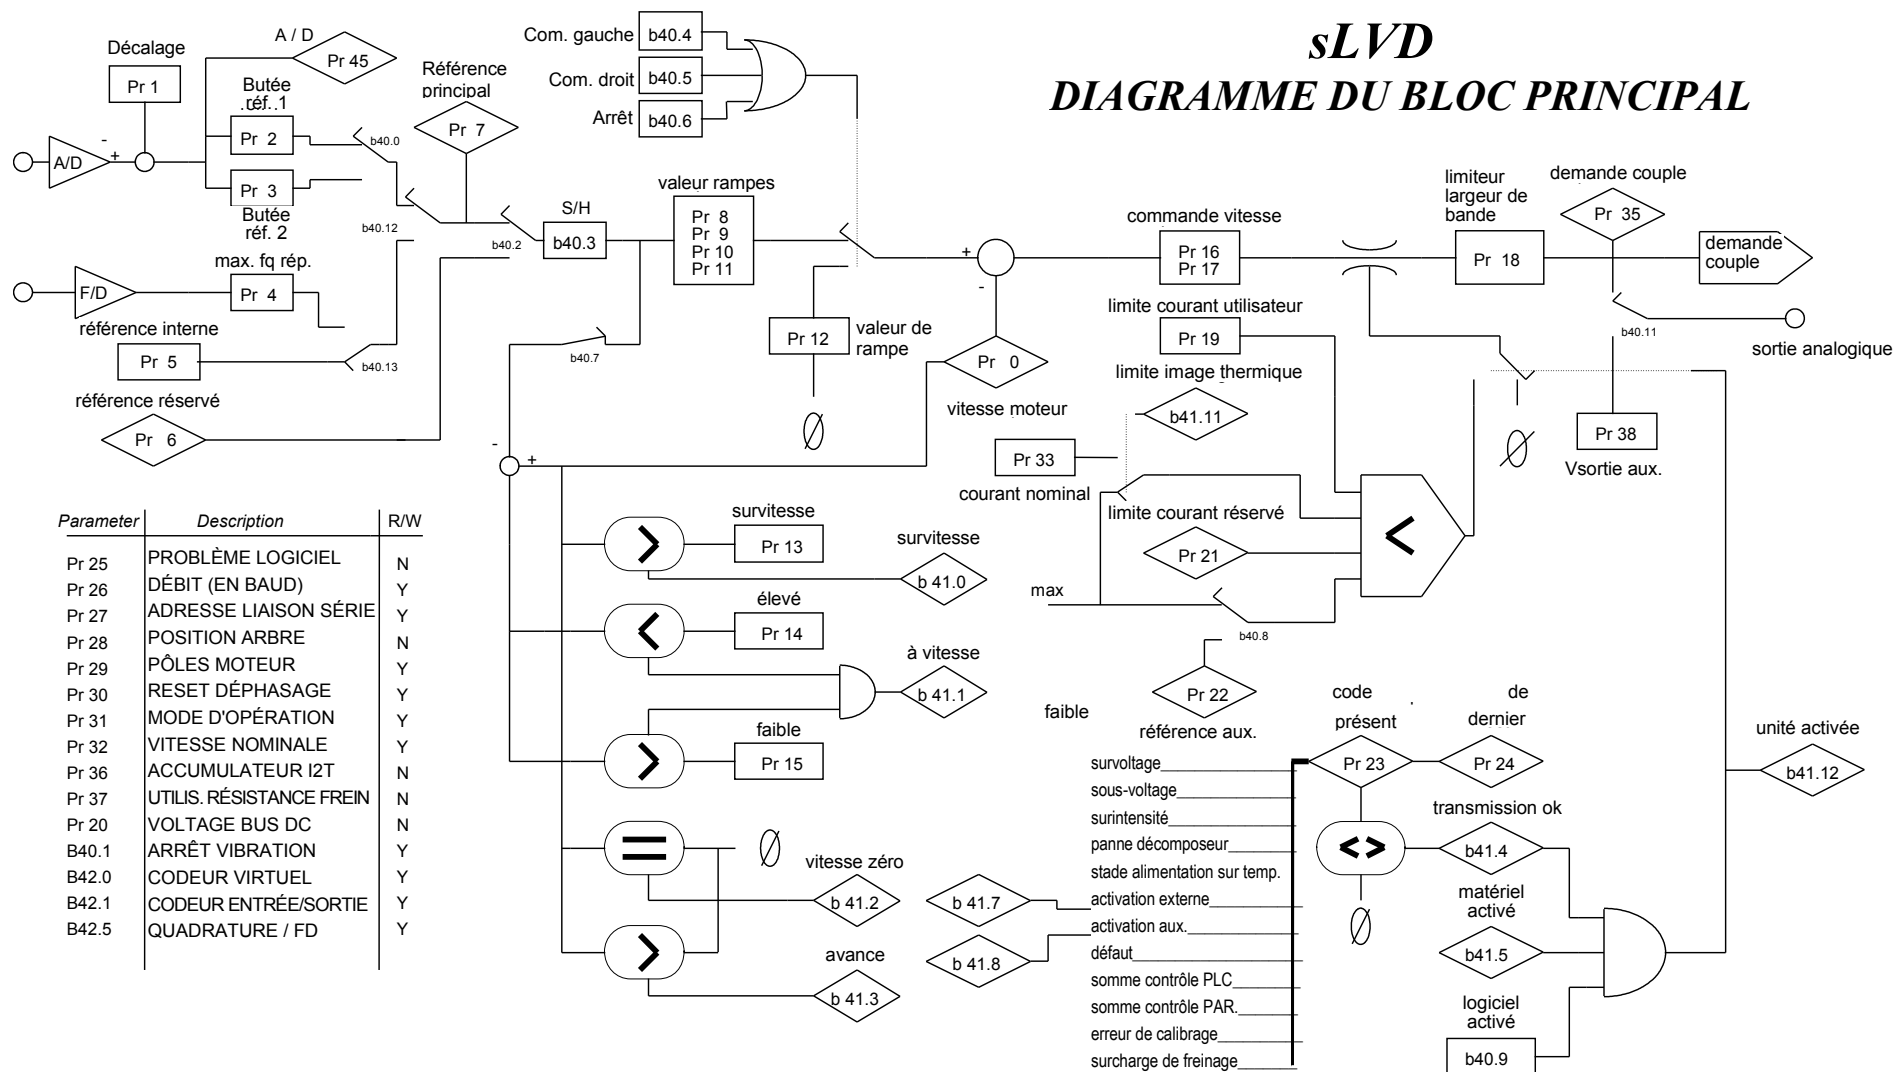 sLVD
DIAGRAMME DU BLOC PRINCIPAL
Décalage
Pr 1
A / D
Pr 45
Butée
réf. 1
Pr 2
Pr 3
Butée
réf. 2
A/D
-
+
b40.0
b40.12
Référence
principal
Pr 7
Com. gauche
b40.4
Com. droit
b40.5
Arrêt
b40.6
max. fq rép.
F/D
Pr 4
référence interne
Pr 5
b40.13
référence réservé
Pr 6
b40.2
S/H
b40.3
valeur rampes
Pr 8
Pr 9
Pr 10
Pr 11
b40.7
Pr 12
valeur de
rampe
+
-
Pr 0
vitesse moteur
commande vitesse
Pr 16
Pr 17
limiteur
largeur de
bande
Pr 18
demande couple
Pr 35
demande
couple
b40.11
sortie analogique
Pr 38
Vsortie aux.
limite courant utilisateur
Pr 19
limite image thermique
b41.11
Pr 33
courant nominal
limite courant réservé
Pr 21
<
max
b40.8
Pr 22
référence aux.
faible
-
+
>
survitesse
Pr 13
survitesse
b 41.0
<
élevé
Pr 14
à vitesse
b 41.1
>
faible
Pr 15
=
vitesse zéro
b 41.2
>
avance
b 41.3
b 41.7
b 41.8
survoltage
sous-voltage
surintensité
panne décomposeur
stade alimentation sur temp.
activation externe
activation aux.
défaut
somme contrôle PLC
somme contrôle PAR.
erreur de calibrage
surcharge de freinage
code
présent
Pr 23
de
dernier
Pr 24
< >
transmission ok
b41.4
matériel
activé
b41.5
logiciel
activé
b40.9
unité activée
b41.12
Parameter Description R/W
Pr 25 PROBLÈME LOGICIEL N
Pr 26 DÉBIT (EN BAUD) Y
Pr 27 ADRESSE LIAISON SÉRIE Y
Pr 28 POSITION ARBRE N
Pr 29 PÔLES MOTEUR Y
Pr 30 RESET DÉPHASAGE Y
Pr 31 MODE D'OPÉRATION Y
Pr 32 VITESSE NOMINALE Y
Pr 36 ACCUMULATEUR I2T N
Pr 37 UTILIS. RÉSISTANCE FREIN N
Pr 20 VOLTAGE BUS DC N
B40.1 ARRÊT VIBRATION Y
B42.0 CODEUR VIRTUEL Y
B42.1 CODEUR ENTRÉE/SORTIE Y
B42.5 QUADRATURE / FD Y